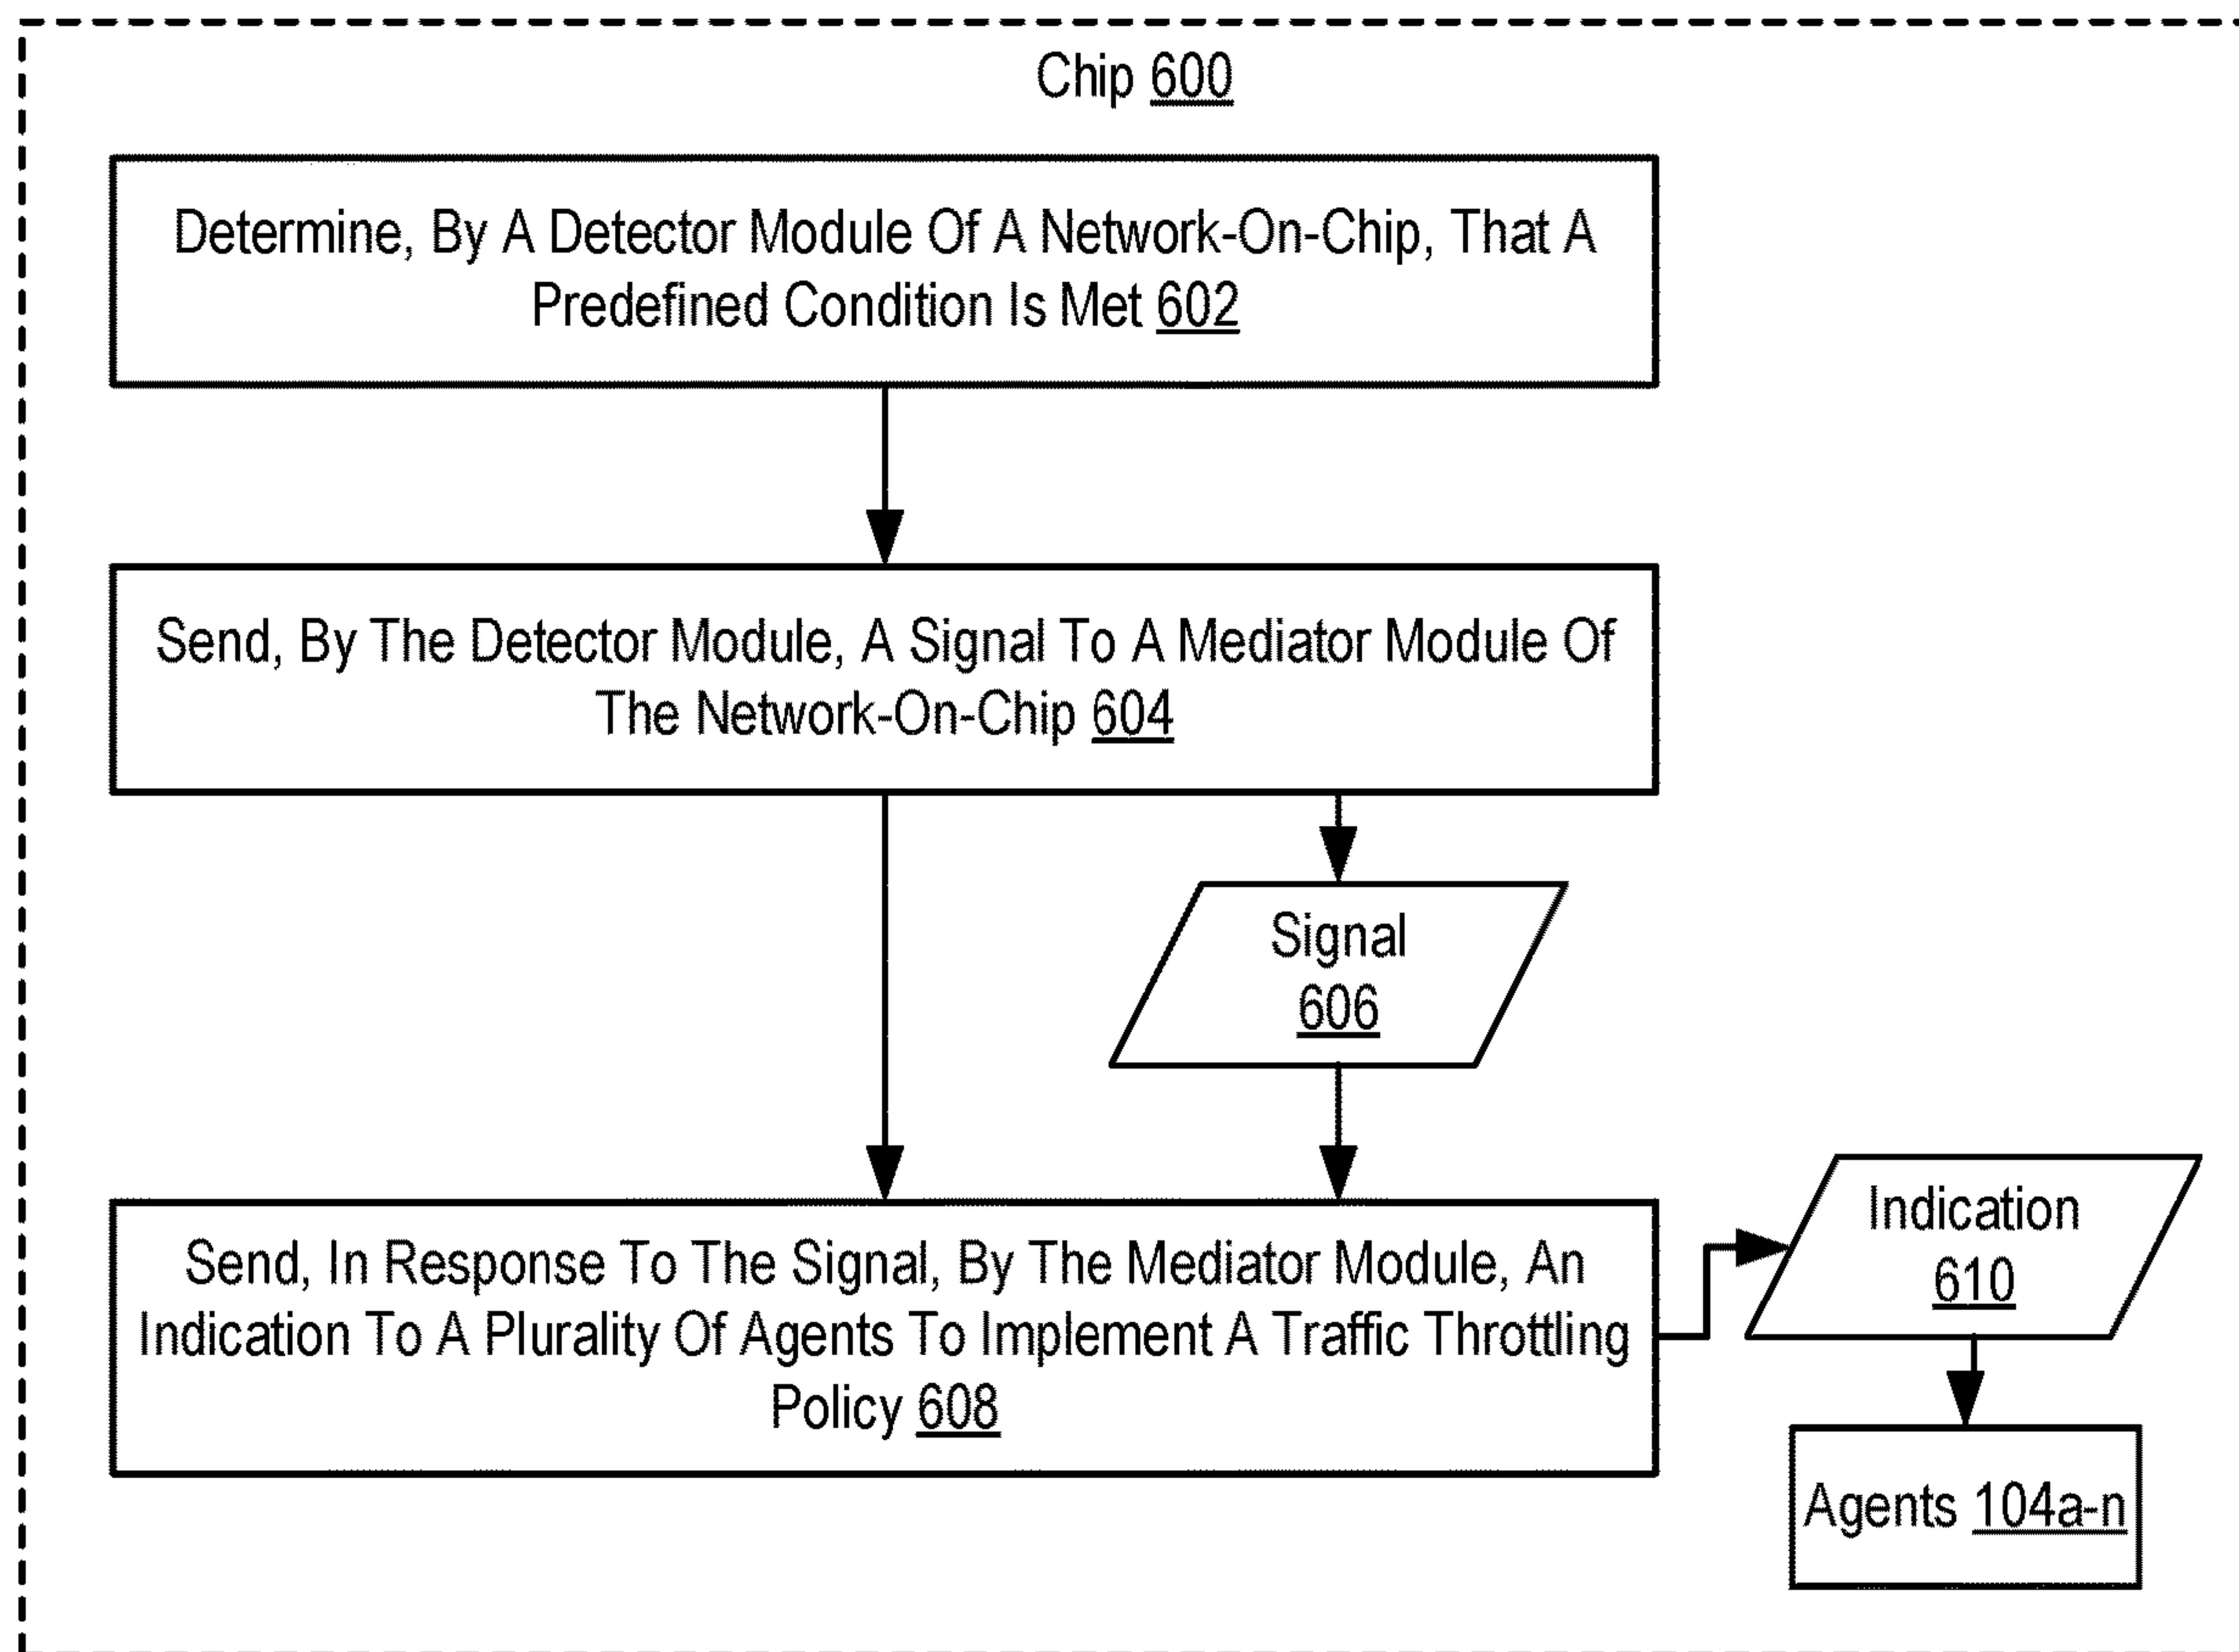 Chip 600
Determine, By A Detector Module Of A Network-On-Chip, That A
Predefined Condition Is Met 602
Send, By The Detector Module, A Signal To A Mediator Module Of
The Network-On-Chip 604
Signal
606
Send, In Response To The Signal, By The Mediator Module, An
Indication To A Plurality Of Agents To Implement A Traffic Throttling
Policy 608
Indication
610
Agents 104a-n